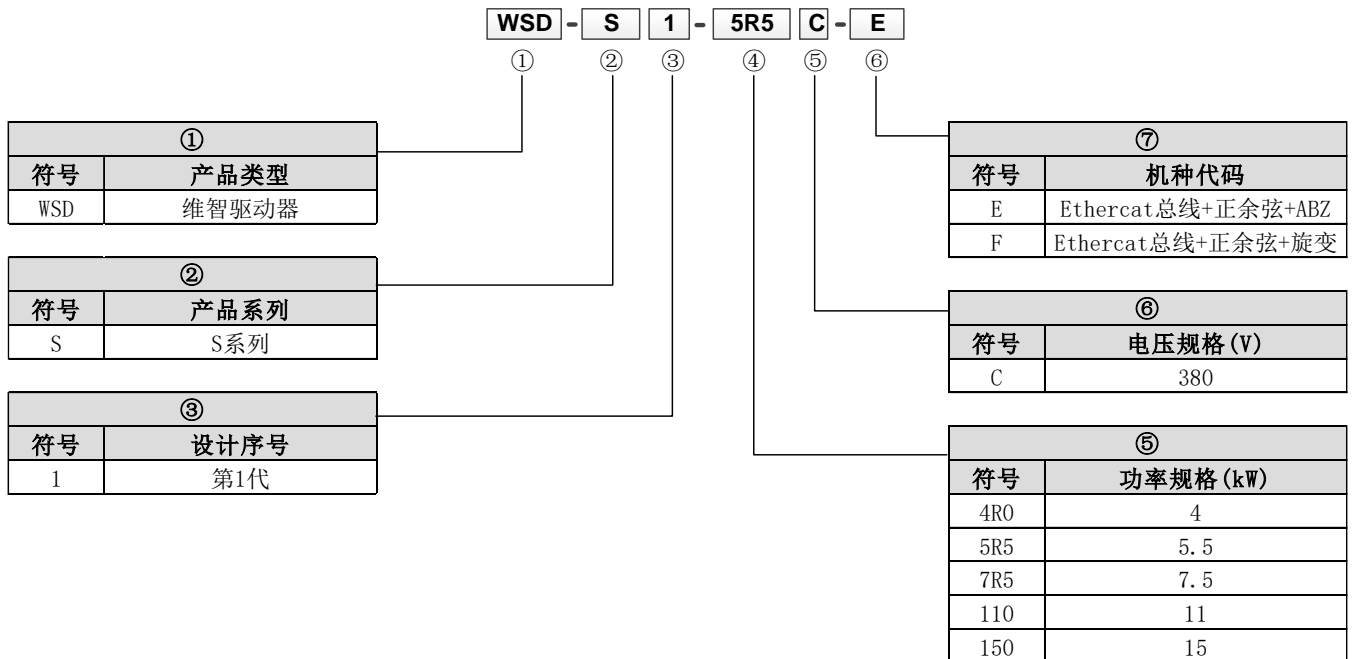 WSD - S 1 - 5R5 C - E
① ② ③ ④ ⑤ ⑥
①
符号 产品类型
WSD 维智驱动器
②
符号 产品系列
S S系列
③
符号 设计序号
1 第1代
⑦
符号 机种代码
E Ethercat总线+正余弦+ABZ
F Ethercat总线+正余弦+旋变
⑥
符号 电压规格(V)
C 380
⑤
符号 功率规格(kW)
4R0 4
5R5 5.5
7R5 7.5
110 11
150 15